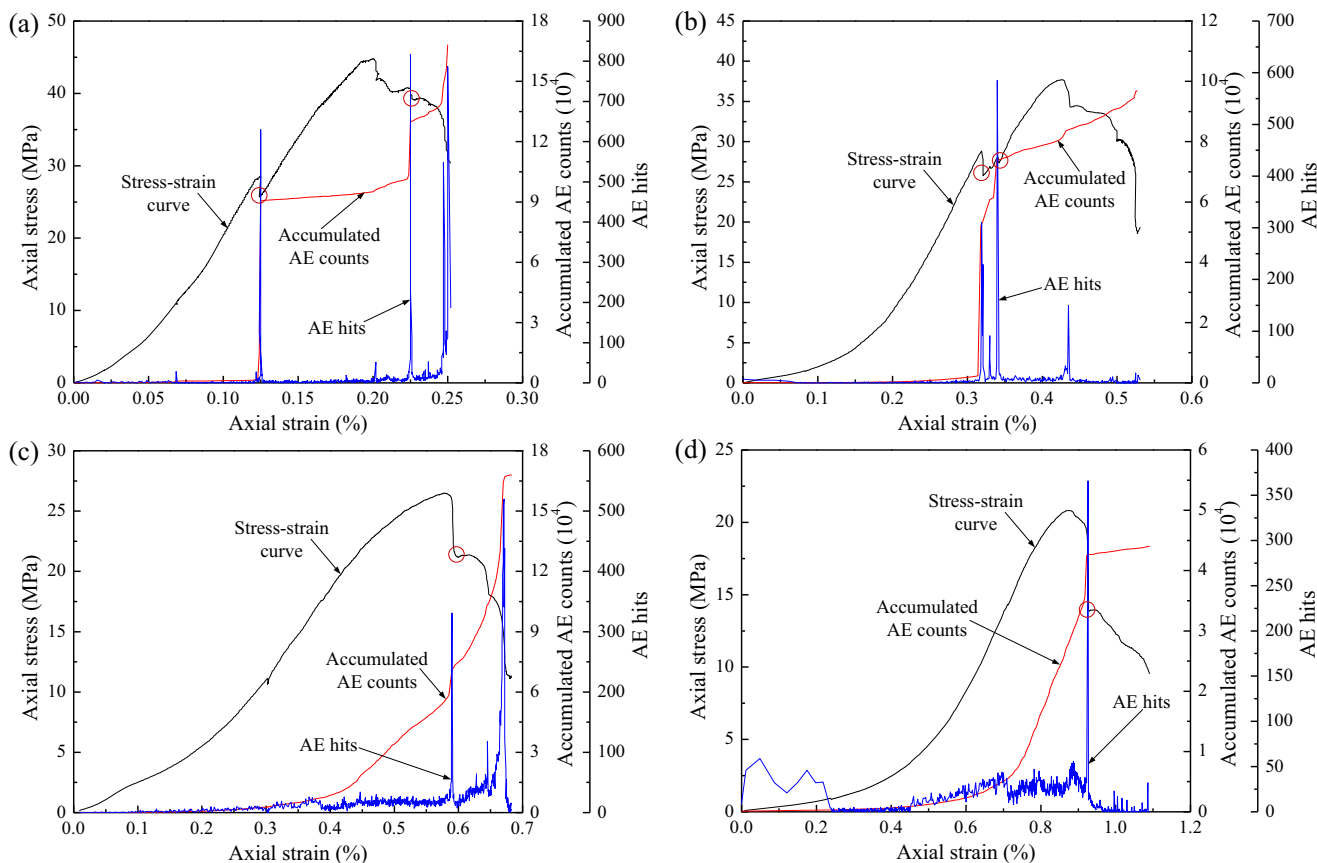 (a)
50
40
30
20
10
0
Axial stress (MPa)
0.00 0.05 0.10 0.15 0.20 0.25 0.30
Axial strain (%)
Stress-strain
curve
Accumulated
AE counts
AE hits
18
15
12
9
6
3
0
Accumulated AE counts (10⁴)
900
800
700
600
500
400
300
200
100
0
AE hits
(b)
45
40
35
30
25
20
15
10
5
0
Axial stress (MPa)
0.0 0.1 0.2 0.3 0.4 0.5 0.6
Axial strain (%)
Stress-strain
curve
Accumulated
AE counts
AE hits
12
10
8
6
4
2
0
Accumulated AE counts (10⁴)
700
600
500
400
300
200
100
0
AE hits
(c)
30
25
20
15
10
5
0
Axial stress (MPa)
0.0 0.1 0.2 0.3 0.4 0.5 0.6 0.7
Axial strain (%)
Stress-strain
curve
Accumulated
AE counts
AE hits
18
15
12
9
6
3
0
Accumulated AE counts (10⁴)
600
500
400
300
200
100
0
AE hits
(d)
25
20
15
10
5
0
Axial stress (MPa)
0.0 0.2 0.4 0.6 0.8 1.0 1.2
Axial strain (%)
Stress-strain
curve
Accumulated
AE counts
AE hits
6
5
4
3
2
1
0
Accumulated AE counts (10⁴)
400
350
300
250
200
150
100
50
0
AE hits